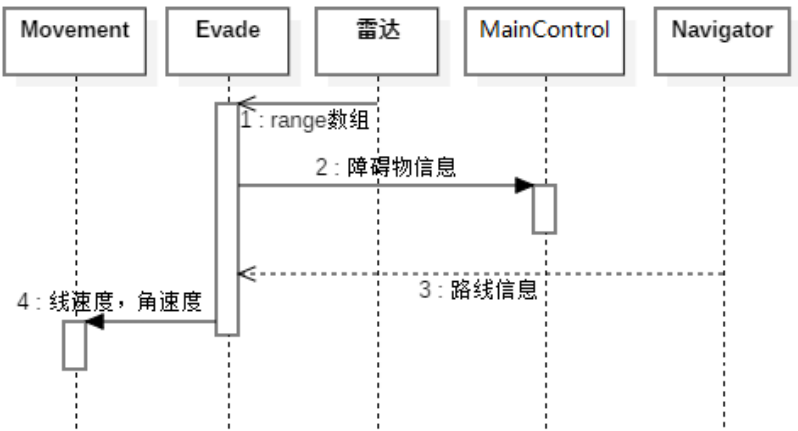 Movement
Evade
雷达
MainControl
Navigator
1 : range数组
2 : 障碍物信息
3 : 路线信息
4 : 线速度，角速度